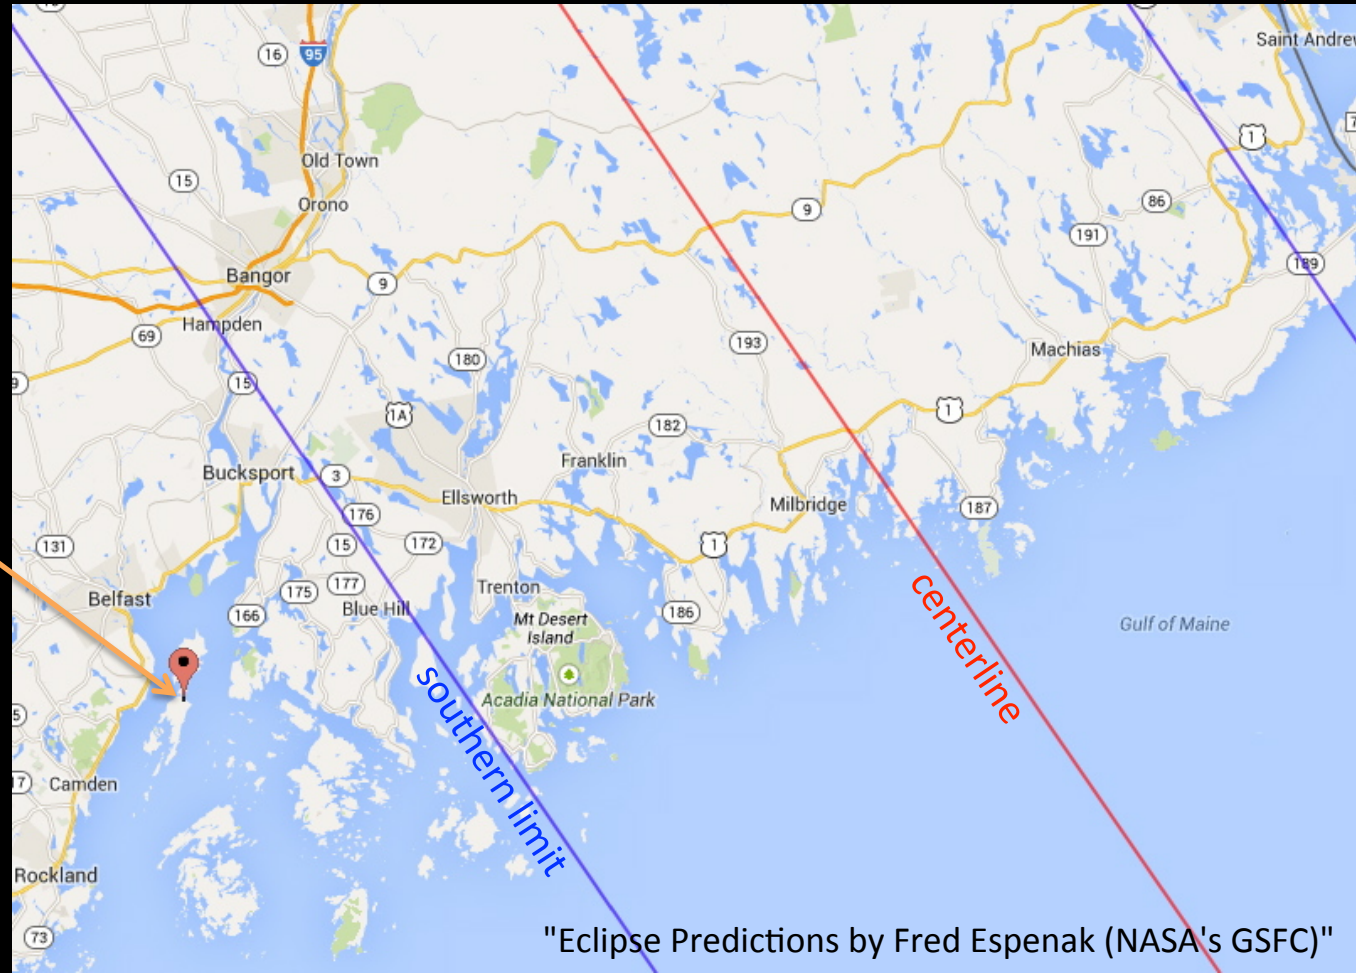 16
95
Saint Andrew
1
Old Town
15
Orono
86
9
191
Bangor
189
9
Hampden
69
193
Machias
180
15
1A
1
182
Franklin
Bucksport
3
Ellsworth
Milbridge
187
176
131
15
172
1
177
175
Trenton
Belfast
Blue Hill
166
186
Mt Desert
Island
centerline
Gulf of Maine
Acadia National Park
southern limit
Camden
17
Rockland
73
"Eclipse Predictions by Fred Espenak (NASA's GSFC)"